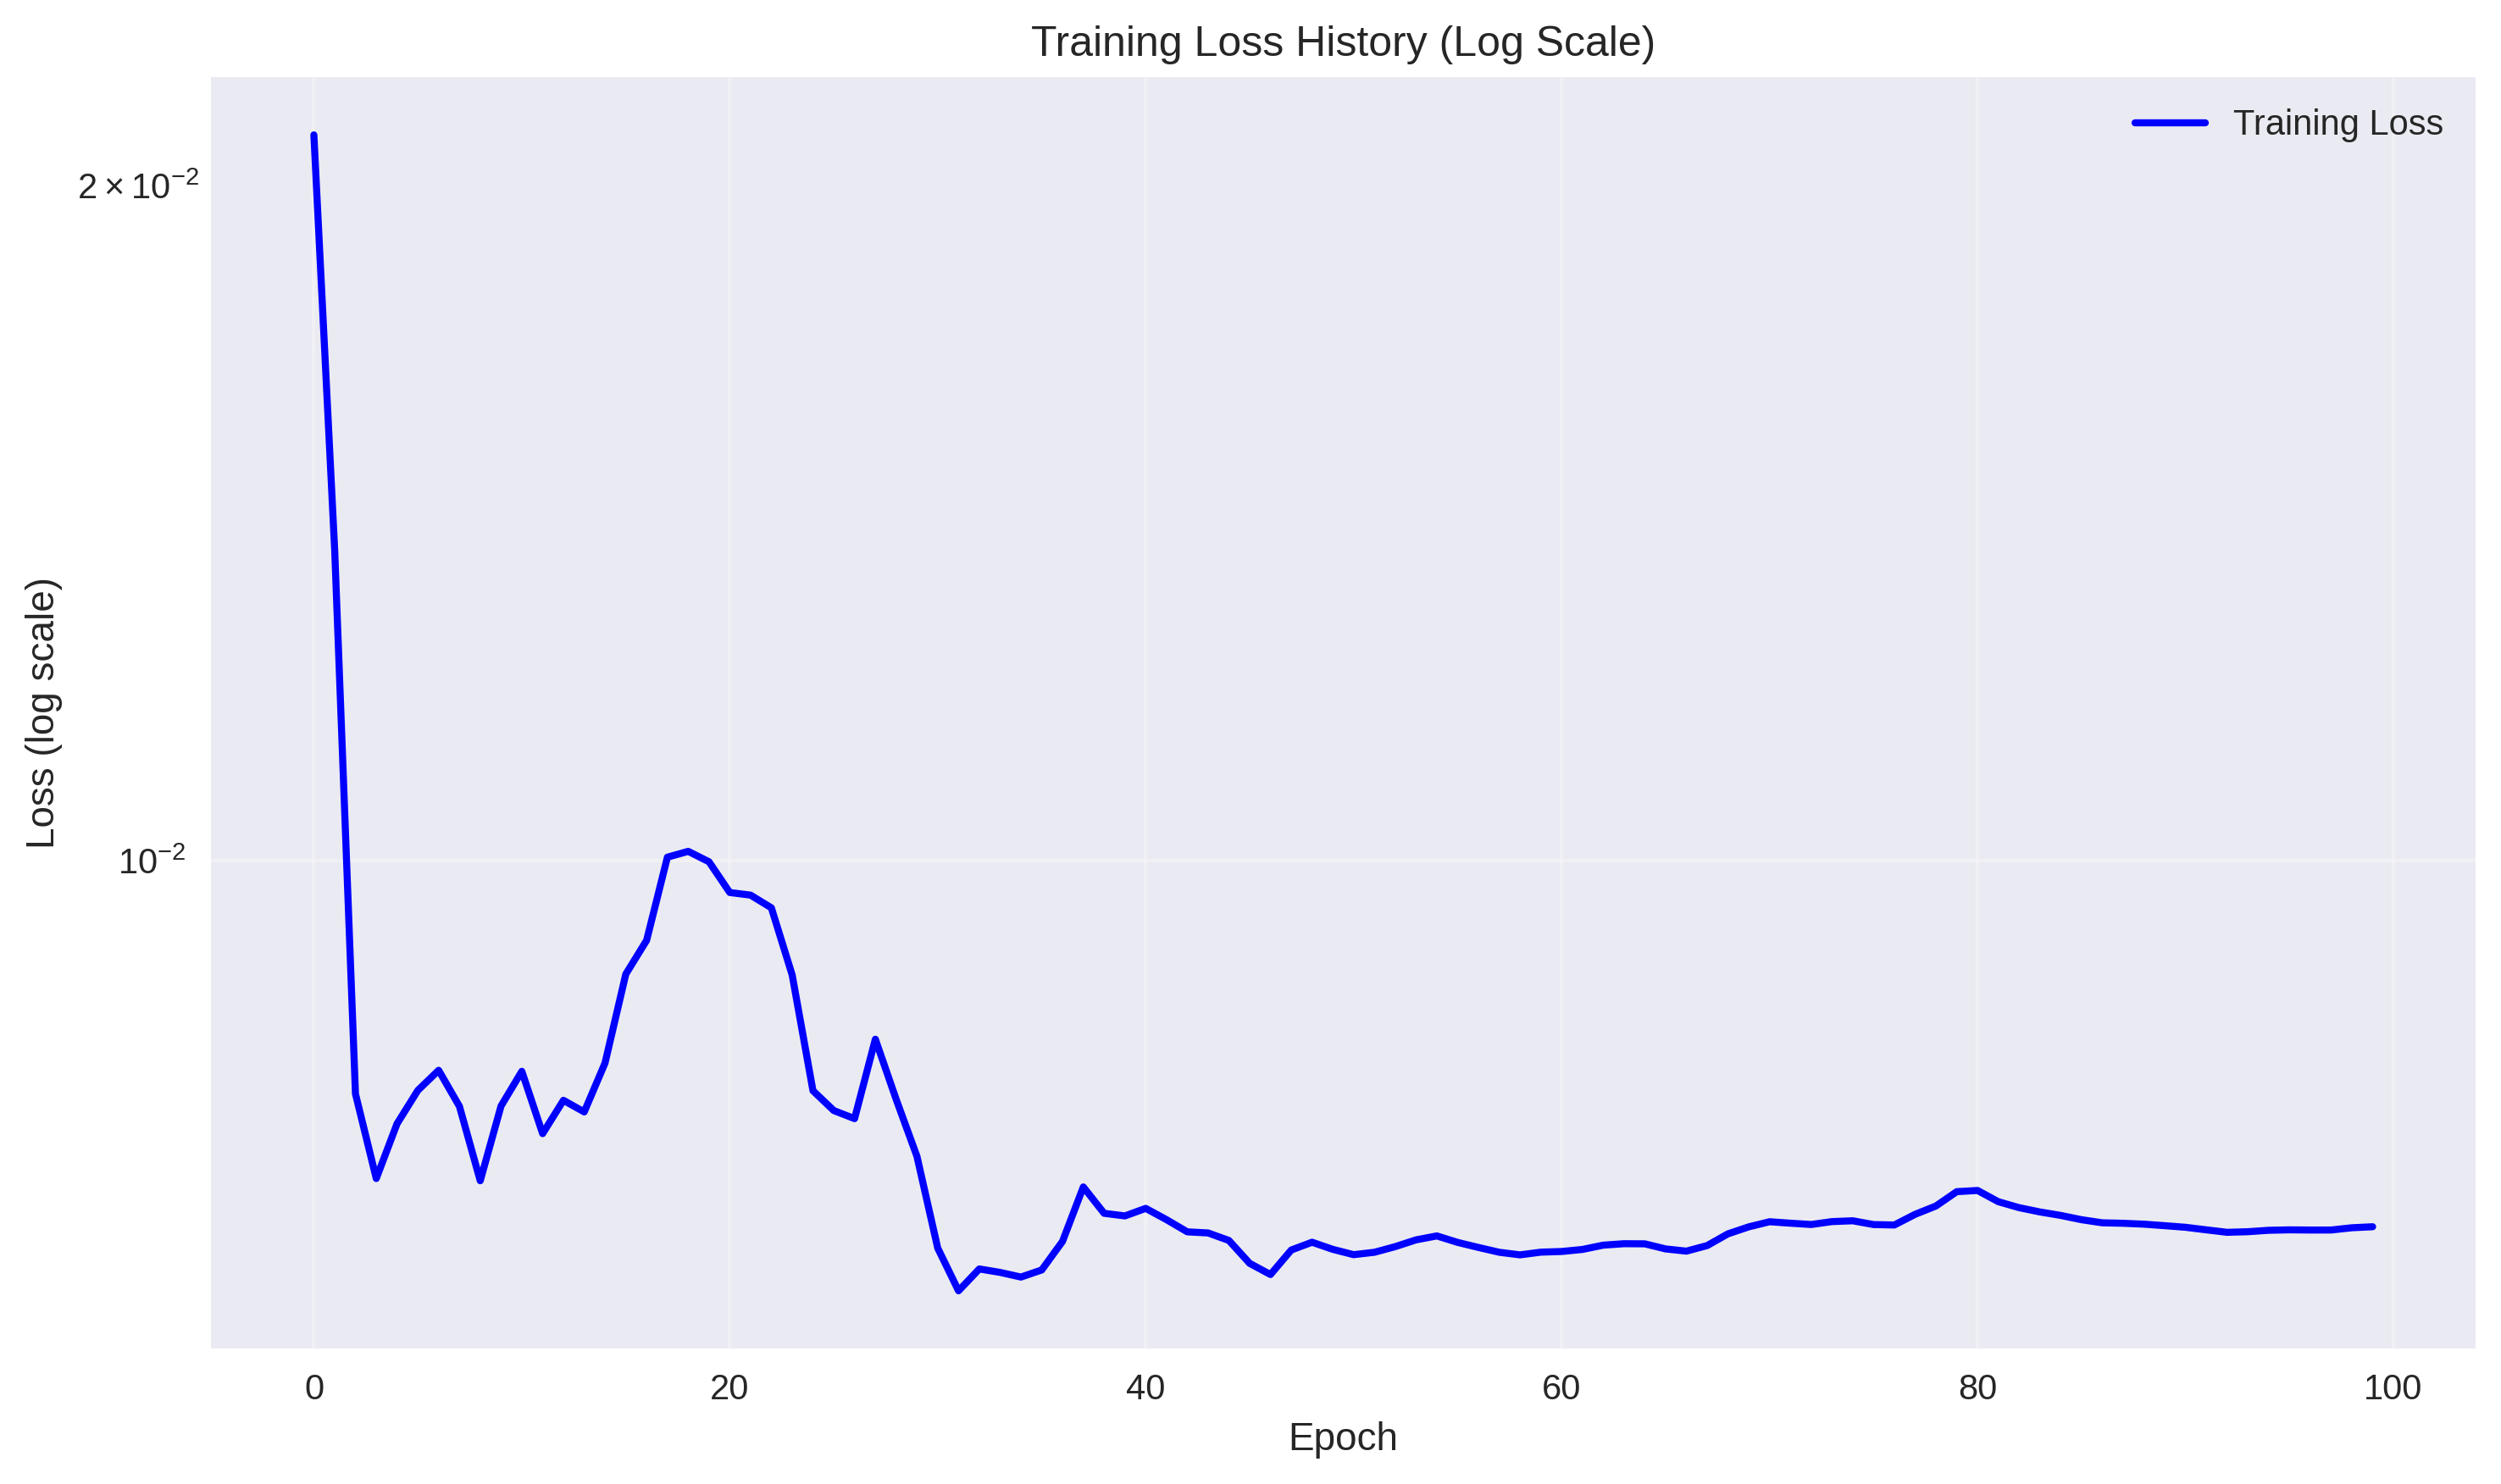 Training Loss History (Log Scale)
Training Loss
2 × 10⁻²
10⁻²
Loss (log scale)
0 20 40 60 80 100
Epoch